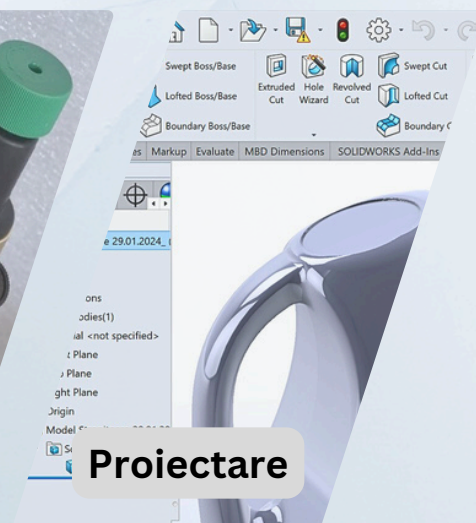 Swept Boss/Base
Lofted Boss/Base
Boundary Boss/Base
Extruded Cut
Hole Wizard
Revolved Cut
Swept Cut
Lofted Cut
Boundary C
es Markup Evaluate MBD Dimensions SOLIDWORKS Add-Ins
e 29.01.2024_
ons
odies(1)
ial <not specified>
t Plane
Plane
ght Plane
Origin
Model
Proiectare